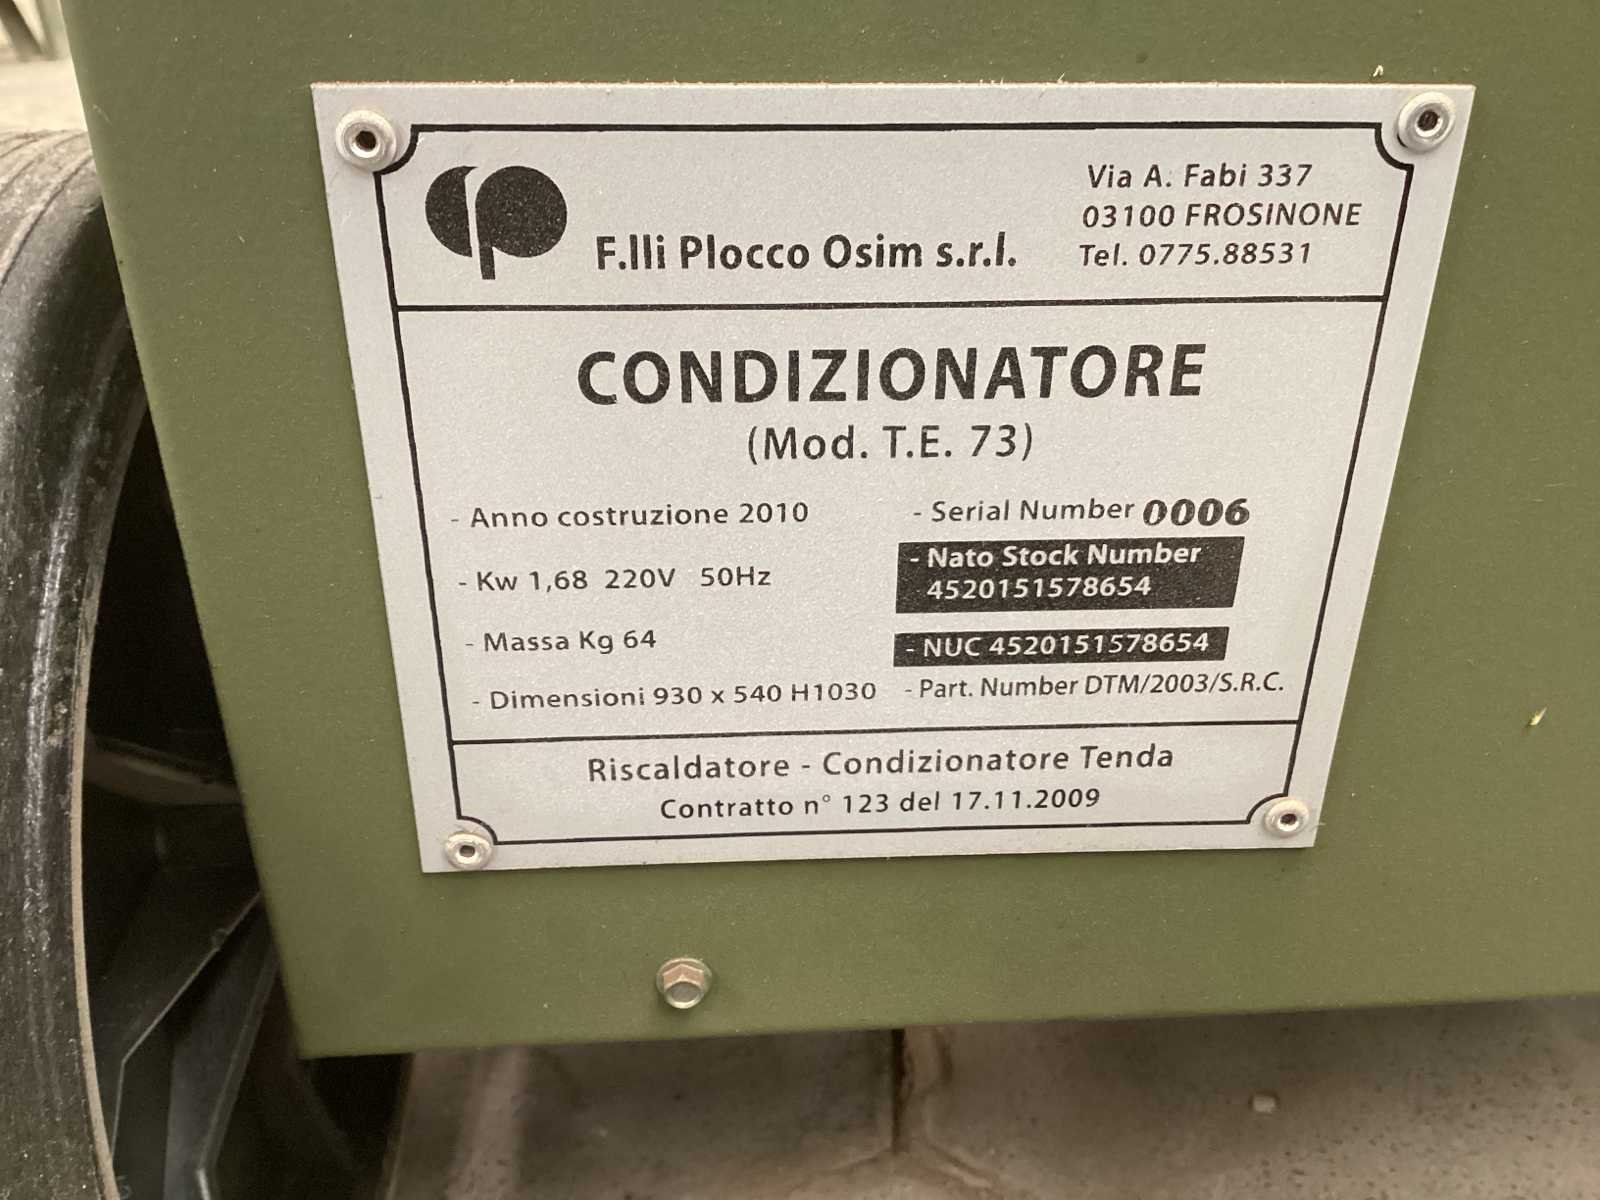 F.lli Plocco Osim s.r.l.
Via A. Fabi 337
03100 FROSINONE
Tel. 0775.88531
CONDIZIONATORE
(Mod. T.E. 73)
- Anno costruzione 2010
- Kw 1,68 220V 50Hz
- Massa Kg 64
- Dimensioni 930 x 540 H1030
- Serial Number 0006
- Nato Stock Number
4520151578654
- NUC 4520151578654
- Part. Number DTM/2003/S.R.C.
Riscaldatore - Condizionatore Tenda
Contratto n° 123 del 17.11.2009